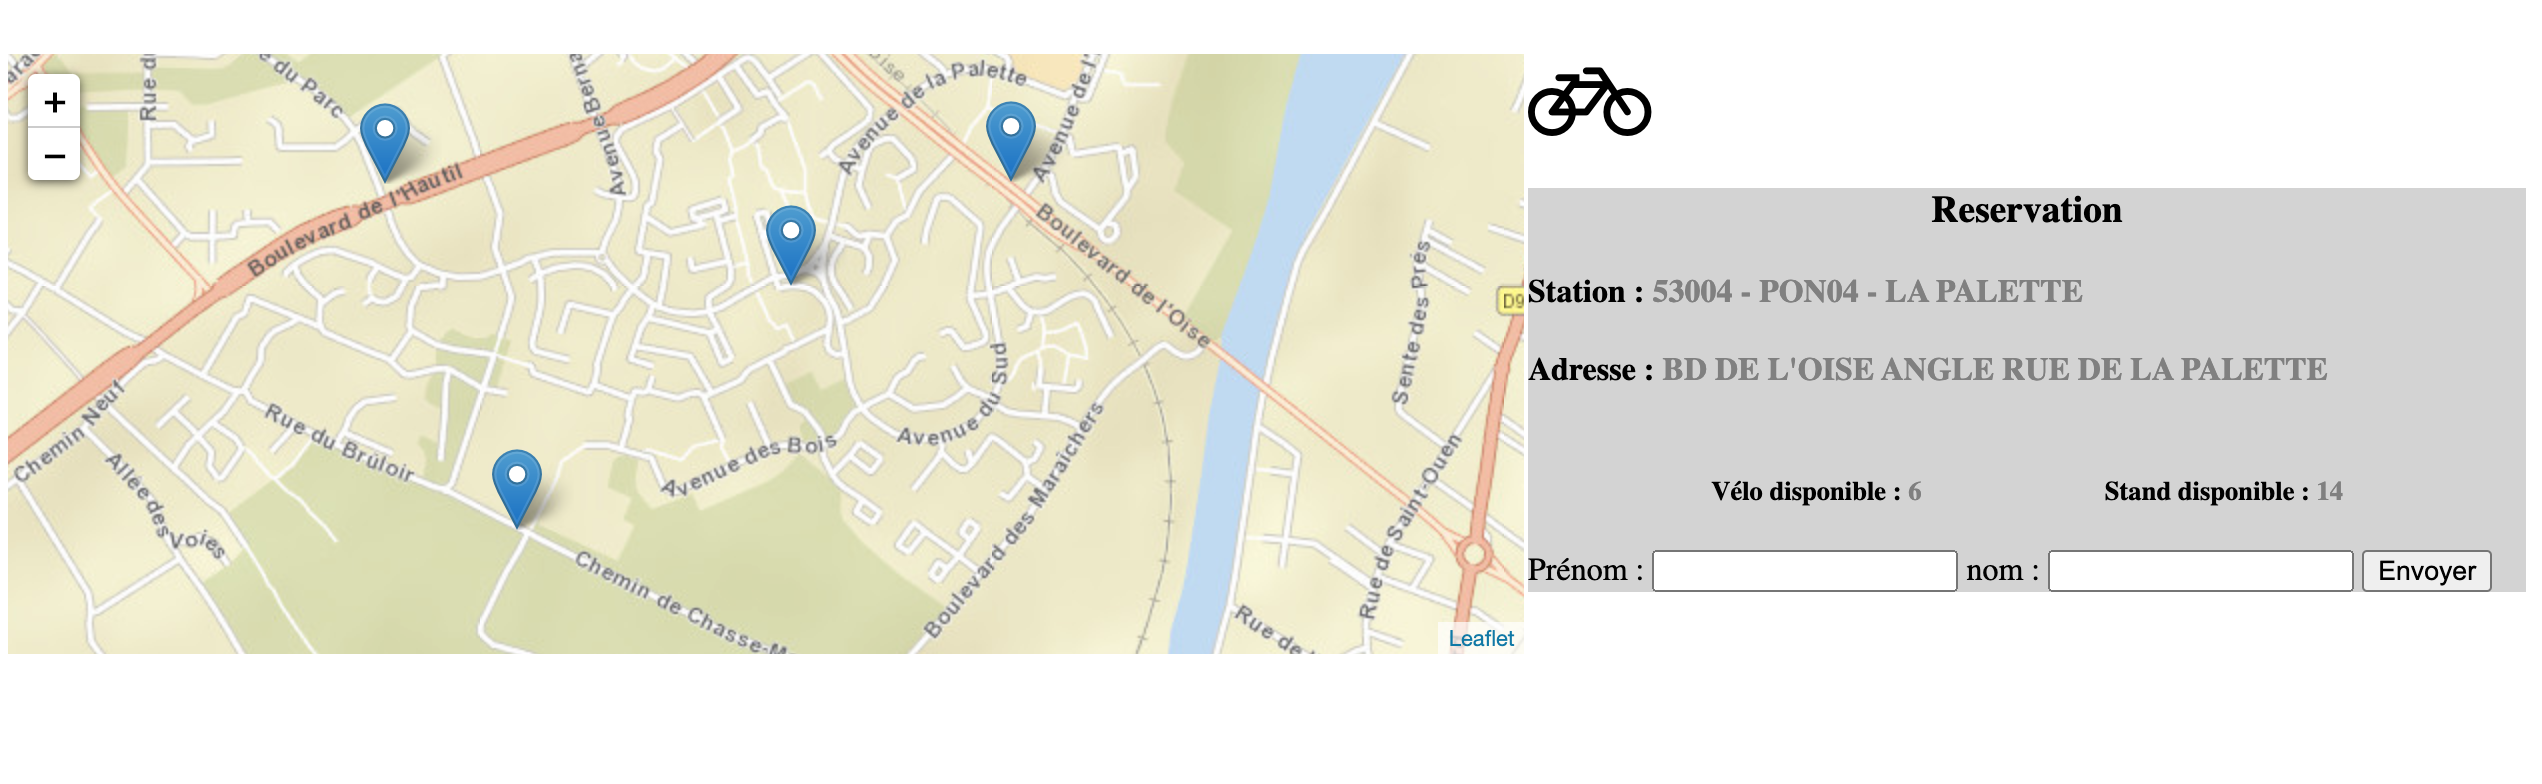 Rue d
e du Parc
Avenue Berna
oise
Avenue de la Palette
Avenue de l'
+
−
Boulevard de l'Hautil
Boulevard de l'Oise
Sente des Prés
D9
Chemin Neuf
Rue du Brûloir
Allée des Voies
Avenue des Bois
Avenue du Sud
Boulevard des Maraîchers
Rue de Saint-Ouen
Chemin de Chasse-M
Rue de
Leaflet
Reservation
Station : 53004 - PON04 - LA PALETTE
Adresse : BD DE L'OISE ANGLE RUE DE LA PALETTE
Vélo disponible : 6 Stand disponible : 14
Prénom : nom : Envoyer